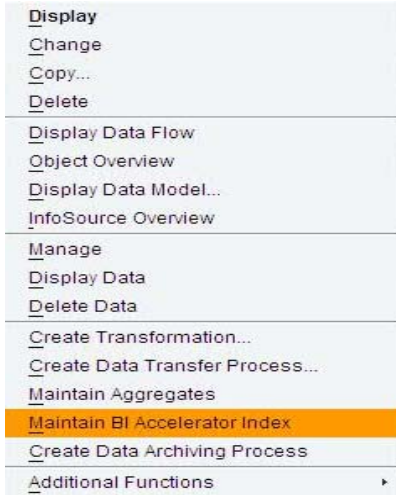 Display
Change
Copy...
Delete
Display Data Flow
Object Overview
Display Data Model...
InfoSource Overview
Manage
Display Data
Delete Data
Create Transformation...
Create Data Transfer Process...
Maintain Aggregates
Maintain BI Accelerator Index
Create Data Archiving Process
Additional Functions